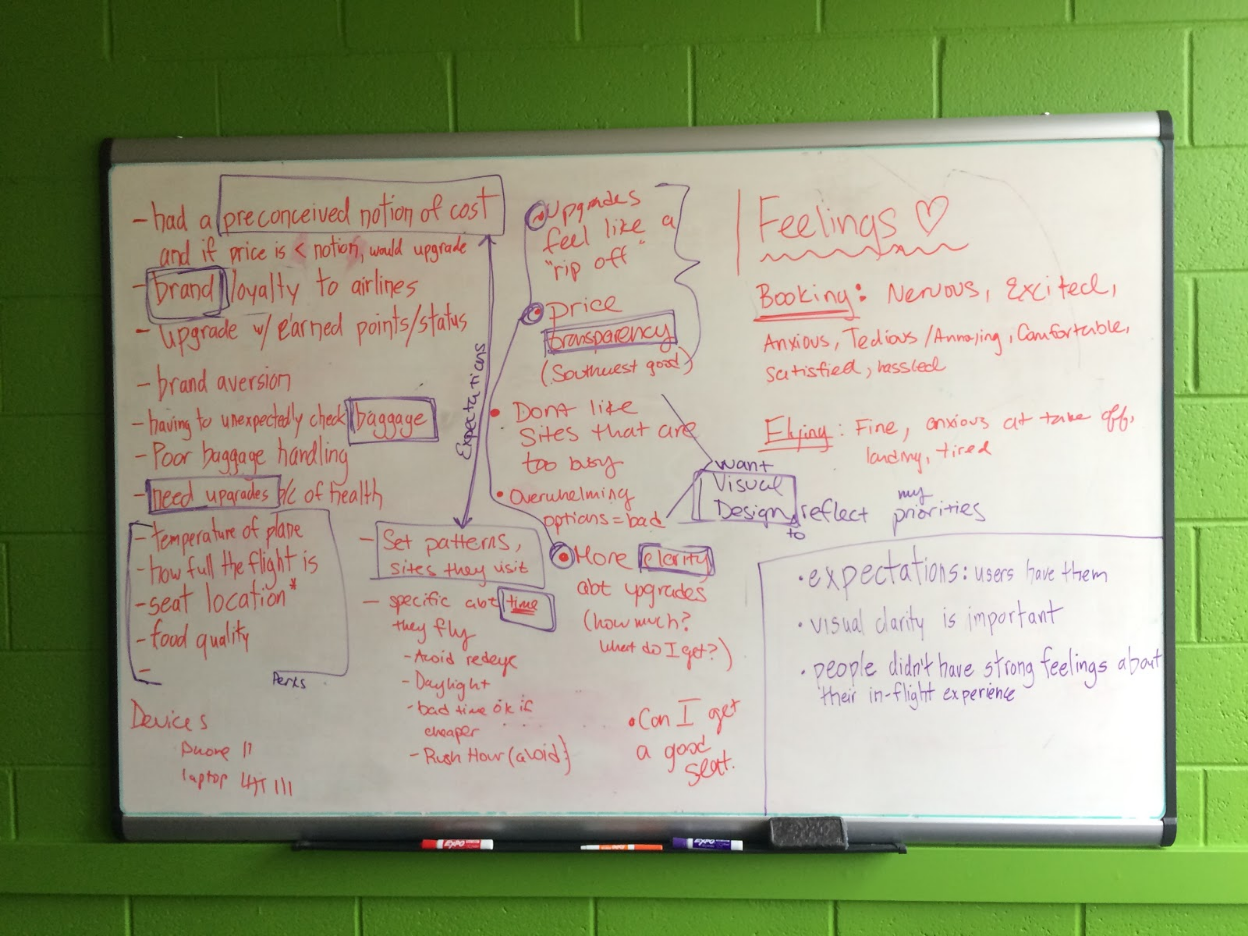 - had a preconceived notion of cost
and if price is < notion, would upgrade
- brand loyalty to airlines
- upgrade w/ earned points/status
- brand aversion
- having to unexpectedly check baggage
- Poor baggage handling
- need upgrades b/c of health
- temperature of plane
- how full the flight is
- seat location*
- food quality
-
Perks
Devices
phone II
laptop IIII III
Expectations
- Set patterns,
sites they visit
- specific abt time
they fly
- Avoid redeye
- Daylight
- bad time ok if
cheaper
- Rush Hour (avoid)
• Upgrades
feel like a
"rip off"
• price
transparency
(Southwest good)
• Dont like
sites that are
too busy
• Overwhelming
options = bad
• More clarity
abt upgrades
(how much?
What do I get?)
• Can I get
a good
seat.
want
Visual
Design to reflect my priorities
Feelings ♡
Booking: Nervous, Excited,
Anxious, Tedious/Annoying, Comfortable,
satisfied, hassled
Flying: Fine, anxious at take off,
landing, tired
• expectations: users have them
• visual clarity is important
• people didn't have strong feelings about
their in-flight experience
EXPO
EXPO